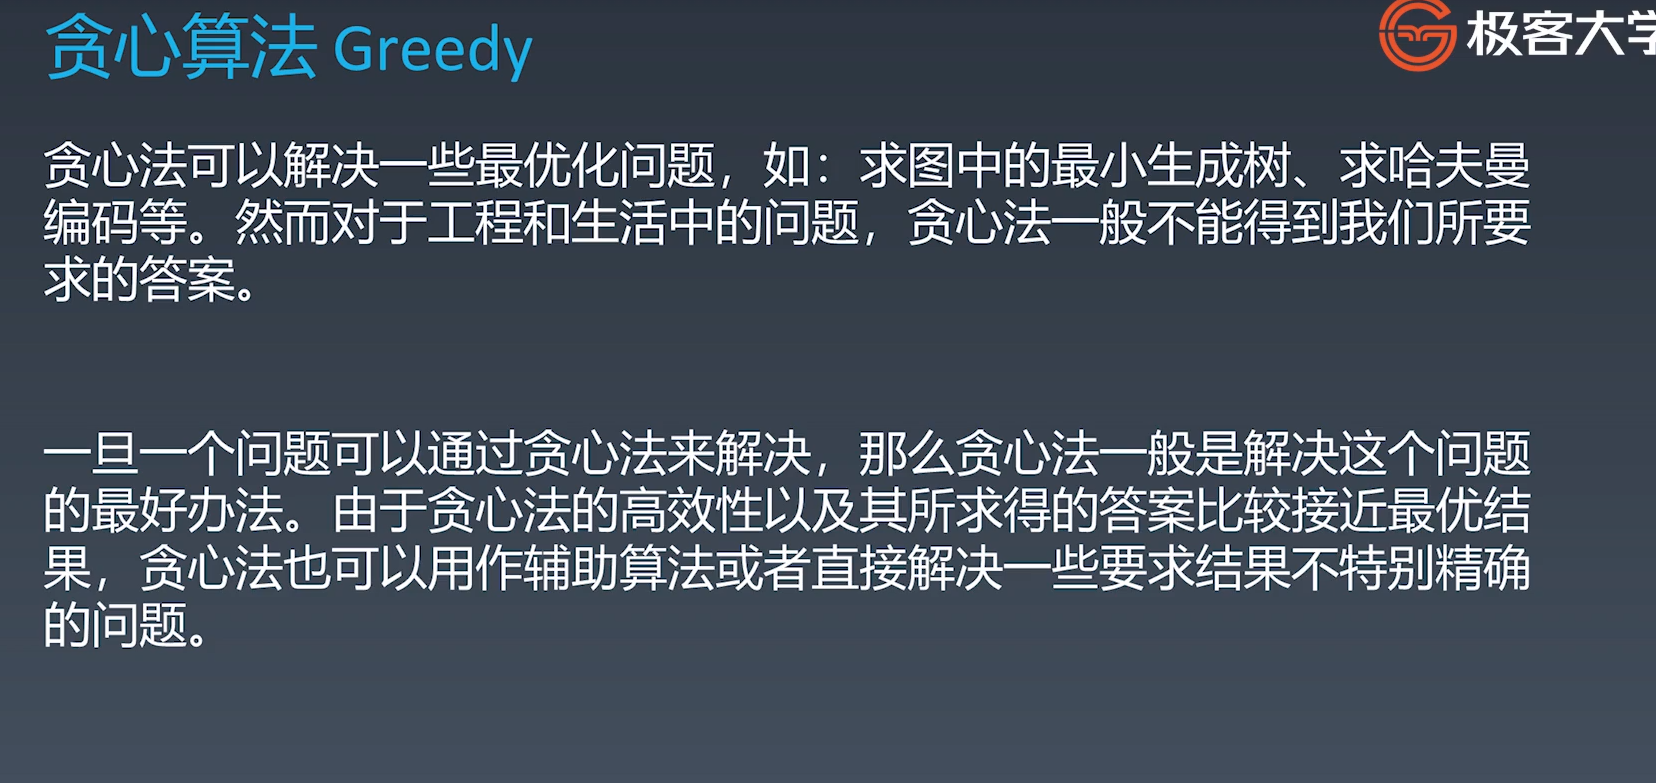 贪心算法 Greedy
极客大学
贪心法可以解决一些最优化问题，如：求图中的最小生成树、求哈夫曼
编码等。然而对于工程和生活中的问题，贪心法一般不能得到我们所要
求的答案。
一旦一个问题可以通过贪心法来解决，那么贪心法一般是解决这个问题
的最好办法。由于贪心法的高效性以及其所求得的答案比较接近最优结
果，贪心法也可以用作辅助算法或者直接解决一些要求结果不特别精确
的问题。